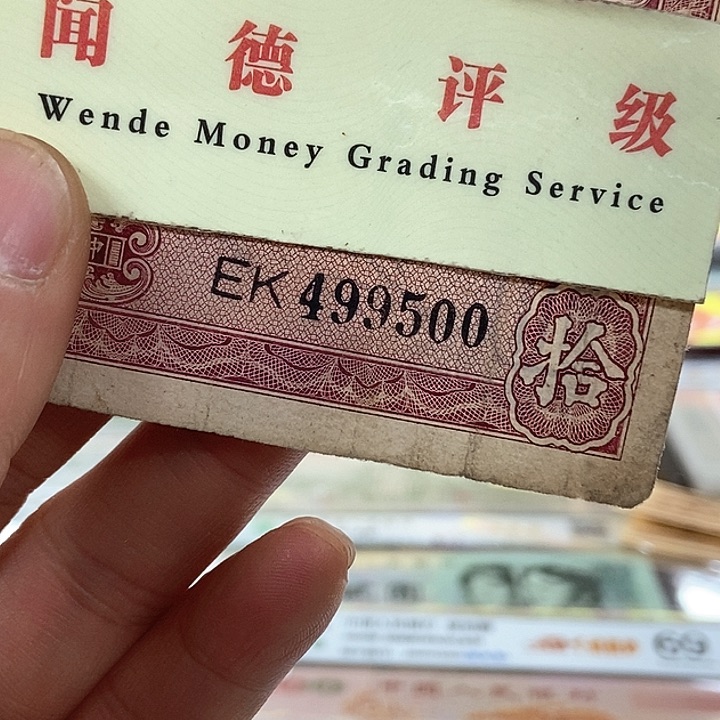 闻德评级
Wende Money Grading Service
EK 499500
拾